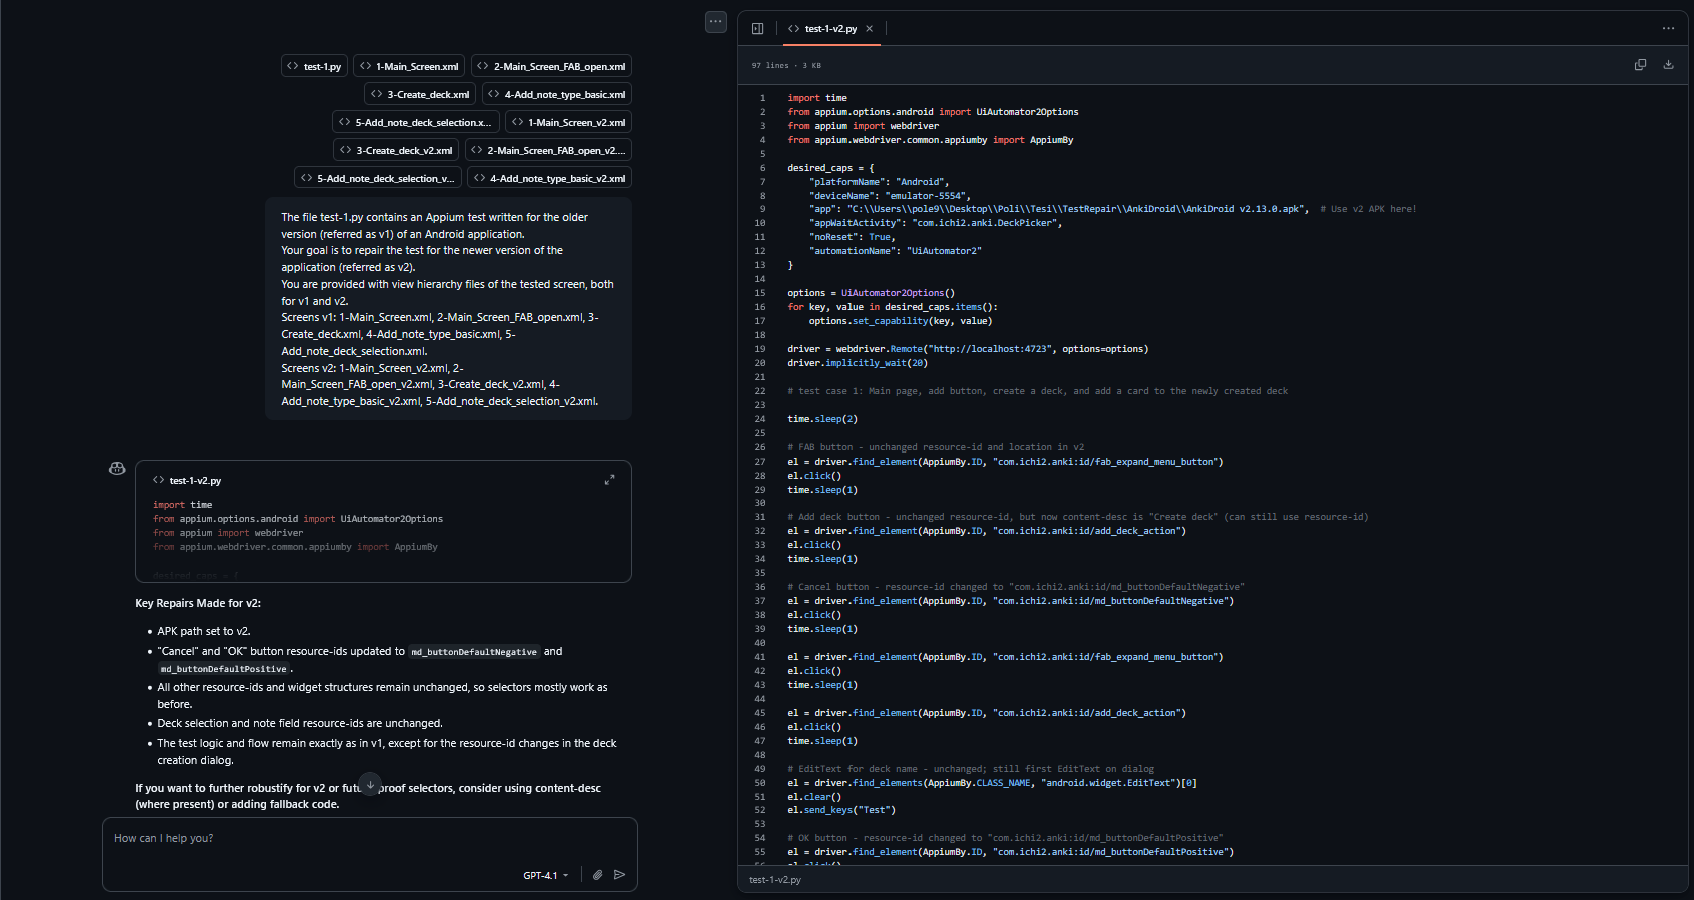 test-1.py
1-Main_Screen.xml
2-Main_Screen_FAB_open.xml
3-Create_deck.xml
4-Add_note_type_basic.xml
5-Add_note_deck_selection.x...
1-Main_Screen_v2.xml
3-Create_deck_v2.xml
2-Main_Screen_FAB_open_v2....
5-Add_note_deck_selection_v...
4-Add_note_type_basic_v2.xml
The file test-1.py contains an Appium test written for the older
version (referred as v1) of an Android application.
Your goal is to repair the test for the newer version of the
application (referred as v2).
You are provided with view hierarchy files of the tested screen, both
for v1 and v2.
Screens v1: 1-Main_Screen.xml, 2-Main_Screen_FAB_open.xml, 3-
Create_deck.xml, 4-Add_note_type_basic.xml, 5-
Add_note_deck_selection.xml.
Screens v2: 1-Main_Screen_v2.xml, 2-
Main_Screen_FAB_open_v2.xml, 3-Create_deck_v2.xml, 4-
Add_note_type_basic_v2.xml, 5-Add_note_deck_selection_v2.xml.
test-1-v2.py
import time
from appium.options.android import UiAutomator2Options
from appium import webdriver
from appium.webdriver.common.appiumby import AppiumBy
desired_caps = {
Key Repairs Made for v2:
• APK path set to v2.
• "Cancel" and "OK" button resource-ids updated to md_buttonDefaultNegative and
md_buttonDefaultPositive.
• All other resource-ids and widget structures remain unchanged, so selectors mostly work as
before.
• Deck selection and note field resource-ids are unchanged.
• The test logic and flow remain exactly as in v1, except for the resource-id changes in the deck
creation dialog.
If you want to further robustify for v2 or proof selectors, consider using content-desc
(where present) or adding fallback code.
How can I help you?
GPT-4.1
test-1-v2.py
97 lines · 3 KB
1 import time
2 from appium.options.android import UiAutomator2Options
3 from appium import webdriver
4 from appium.webdriver.common.appiumby import AppiumBy
5
6 desired_caps = {
7 "platformName": "Android",
8 "deviceName": "emulator-5554",
9 "app": "C:\\Users\\pole9\\Desktop\\Poli\\Tesi\\TestRepair\\AnkiDroid\\AnkiDroid v2.13.0.apk", # Use v2 APK here!
10 "appWaitActivity": "com.ichi2.anki.DeckPicker",
11 "noReset": True,
12 "automationName": "UiAutomator2"
13 }
14
15 options = UiAutomator2Options()
16 for key, value in desired_caps.items():
17 options.set_capability(key, value)
18
19 driver = webdriver.Remote("http://localhost:4723", options=options)
20 driver.implicitly_wait(20)
21
22 # test case 1: Main page, add button, create a deck, and add a card to the newly created deck
23
24 time.sleep(2)
25
26 # FAB button - unchanged resource-id and location in v2
27 el = driver.find_element(AppiumBy.ID, "com.ichi2.anki:id/fab_expand_menu_button")
28 el.click()
29 time.sleep(1)
30
31 # Add deck button - unchanged resource-id, but now content-desc is "Create deck" (can still use resource-id)
32 el = driver.find_element(AppiumBy.ID, "com.ichi2.anki:id/add_deck_action")
33 el.click()
34 time.sleep(1)
35
36 # Cancel button - resource-id changed to "com.ichi2.anki:id/md_buttonDefaultNegative"
37 el = driver.find_element(AppiumBy.ID, "com.ichi2.anki:id/md_buttonDefaultNegative")
38 el.click()
39 time.sleep(1)
40
41 el = driver.find_element(AppiumBy.ID, "com.ichi2.anki:id/fab_expand_menu_button")
42 el.click()
43 time.sleep(1)
44
45 el = driver.find_element(AppiumBy.ID, "com.ichi2.anki:id/add_deck_action")
46 el.click()
47 time.sleep(1)
48
49 # EditText for deck name - unchanged; still first EditText on dialog
50 el = driver.find_elements(AppiumBy.CLASS_NAME, "android.widget.EditText")[0]
51 el.clear()
52 el.send_keys("Test")
53
54 # OK button - resource-id changed to "com.ichi2.anki:id/md_buttonDefaultPositive"
55 el = driver.find_element(AppiumBy.ID, "com.ichi2.anki:id/md_buttonDefaultPositive")
test-1-v2.py